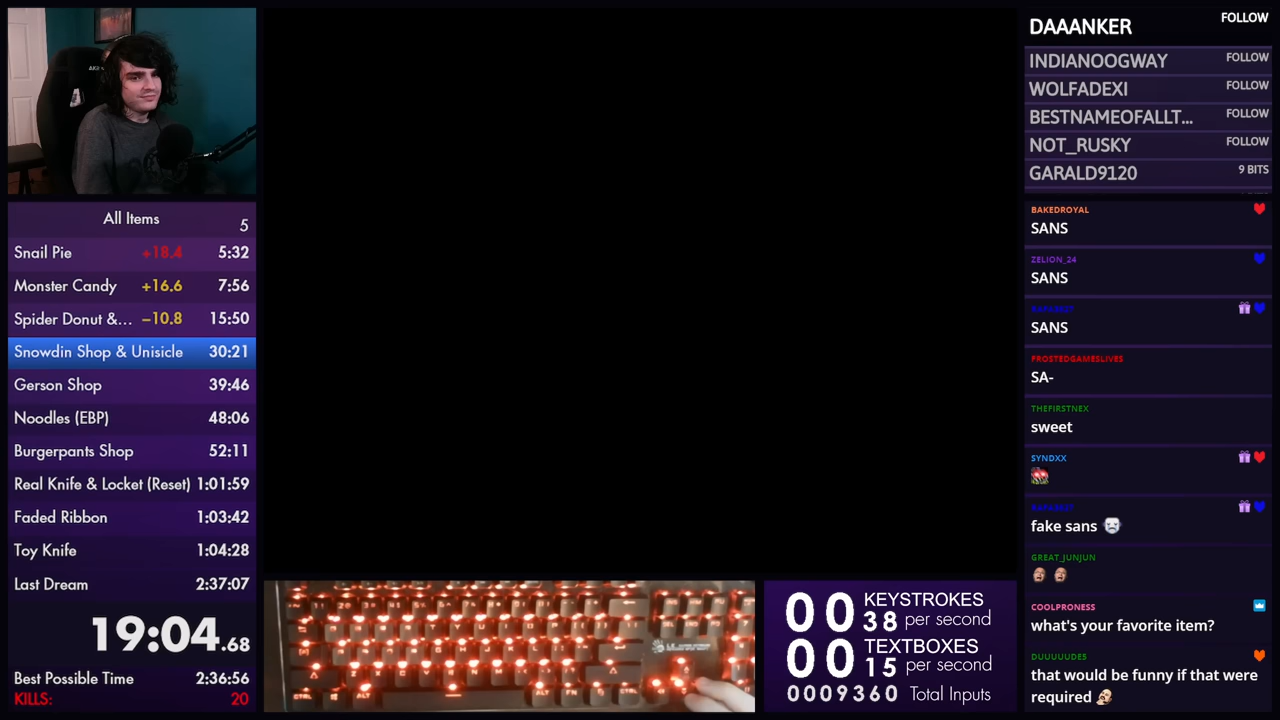 All Items
5
Snail Pie +18.4 5:32
Monster Candy +16.6 7:56
Spider Donut &... −10.8 15:50
Snowdin Shop & Unisicle 30:21
Gerson Shop 39:46
Noodles (EBP) 48:06
Burgerpants Shop 52:11
Real Knife & Locket (Reset) 1:01:59
Faded Ribbon 1:03:42
Toy Knife 1:04:28
Last Dream 2:37:07
19:04.68
Best Possible Time 2:36:56
KILLS: 20
00 38 KEYSTROKES per second
00 15 TEXTBOXES per second
0009360 Total Inputs
DAAANKER FOLLOW
INDIANOOGWAY FOLLOW
WOLFADEXI FOLLOW
BESTNAMEOFALLT... FOLLOW
NOT_RUSKY FOLLOW
GARALD9120 9 BITS
BAKEDROYAL
SANS
ZELION_24
SANS
SANS
FROSTEDGAMESLIVES
SA-
THEFIRSTNEX
sweet
SYNDXX
fake sans
GREAT_JUNJUN
COOLPRONESS
what's your favorite item?
DUUUUUDE5
that would be funny if that were
required